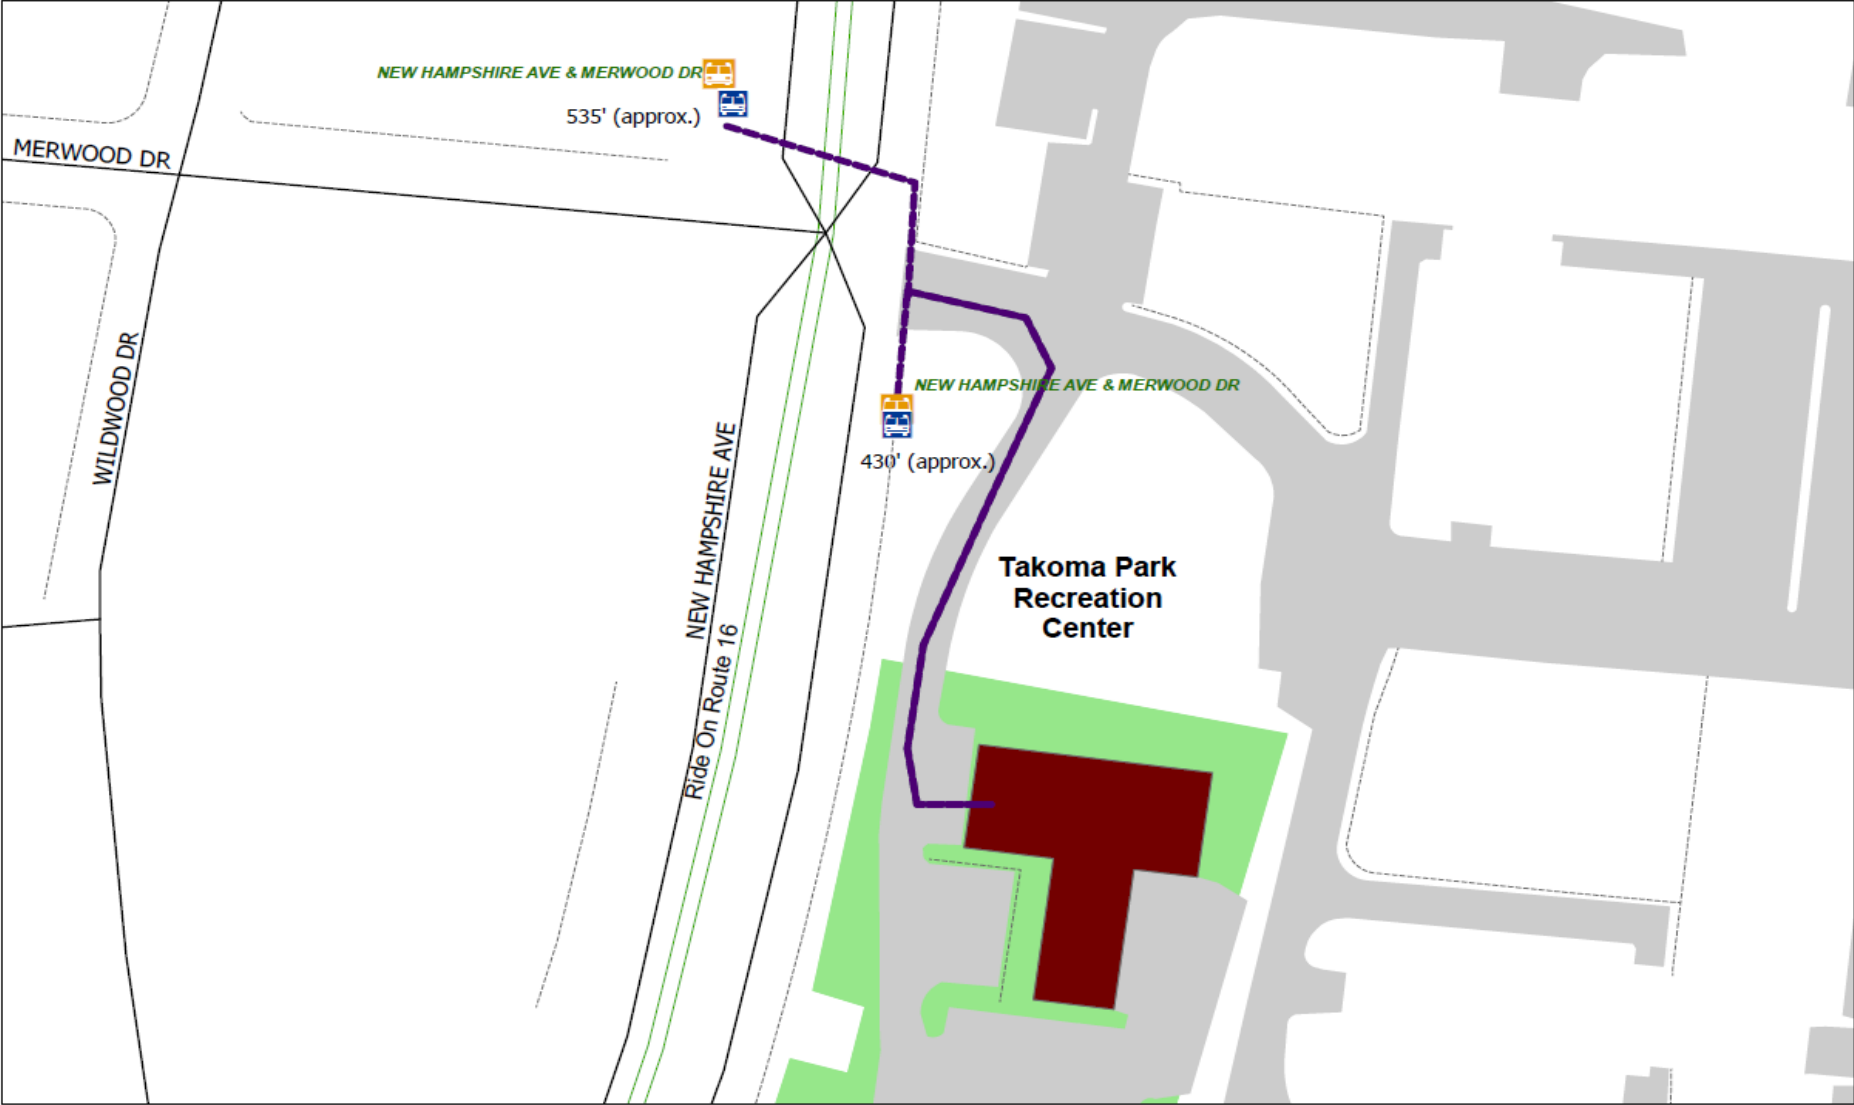 NEW HAMPSHIRE AVE & MERWOOD DR
535' (approx.)
MERWOOD DR
WILDWOOD DR
NEW HAMPSHIRE AVE & MERWOOD DR
430' (approx.)
NEW HAMPSHIRE AVE
Ride On Route 16
Takoma Park
Recreation
Center